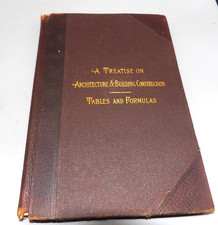 A Treatise on
Architecture & Building Construction
Tables and Formulas